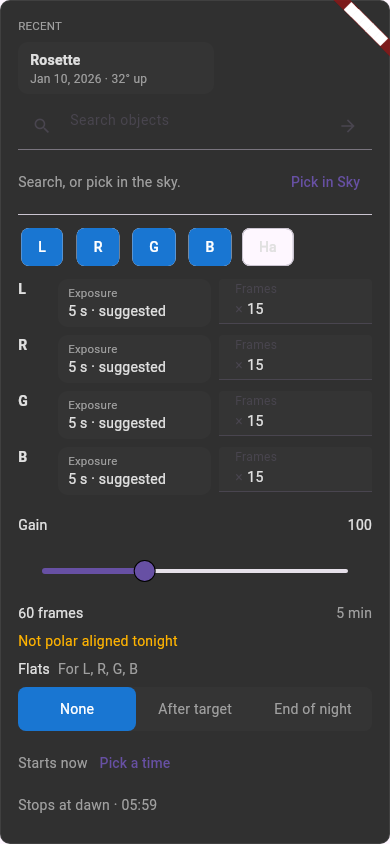 RECENT
Rosette
Jan 10, 2026 · 32° up
Search objects
Search, or pick in the sky. Pick in Sky
L R G B Ha
L Exposure Frames
5 s · suggested × 15
R Exposure Frames
5 s · suggested × 15
G Exposure Frames
5 s · suggested × 15
B Exposure Frames
5 s · suggested × 15
Gain 100
60 frames 5 min
Not polar aligned tonight
Flats For L, R, G, B
None After target End of night
Starts now Pick a time
Stops at dawn · 05:59